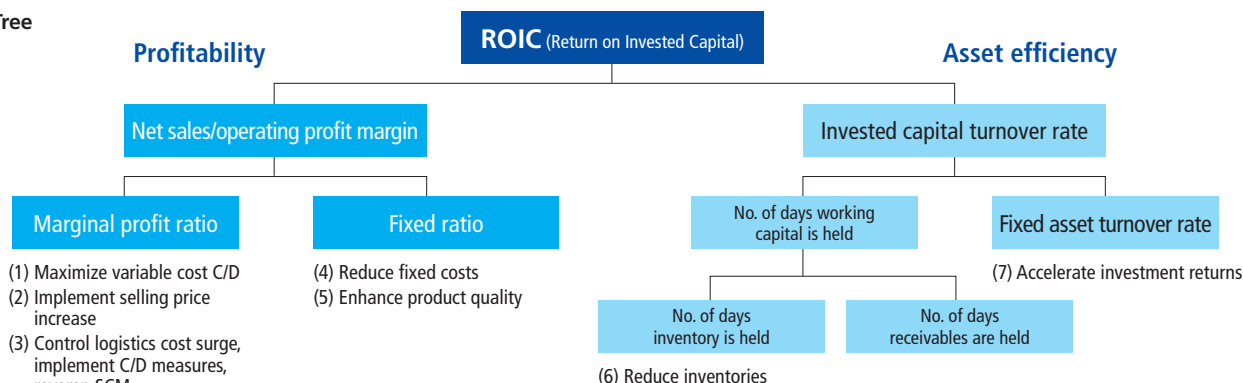 Tree
ROIC (Return on Invested Capital)
Profitability
Asset efficiency
Net sales/operating profit margin
Invested capital turnover rate
Marginal profit ratio
Fixed ratio
No. of days working
capital is held
Fixed asset turnover rate
(1) Maximize variable cost C/D
(2) Implement selling price
increase
(3) Control logistics cost surge,
implement C/D measures,
(4) Reduce fixed costs
(5) Enhance product quality
(7) Accelerate investment returns
No. of days
inventory is held
No. of days
receivables are held
(6) Reduce inventories